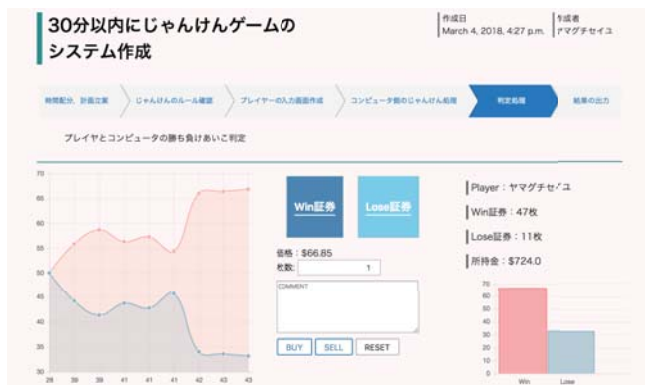 30分以内にじゃんけんゲームの
システム作成
作成日
March 4, 2018, 4:27 p.m.
作成者
ヤマグチセイユ
時間配分、計画立案
じゃんけんのルール確認
プレイヤーの入力画面作成
コンピュータ側のじゃんけん処理
判定処理
結果の出力
プレイヤとコンピュータの勝ち負けあいこ判定
70
65
60
55
50
45
40
35
30
28 39 39 41 41 41 42 43 43
Win証券
Lose証券
価格：$66.85
枚数:
1
COMMENT
BUY SELL RESET
Player：ヤマグチセイユ
Win証券：47枚
Lose証券：11枚
所持金：$724.0
70
60
50
40
30
20
10
0
Win Lose